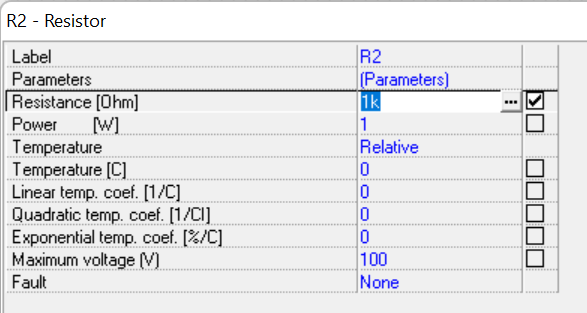 R2 - Resistor
Label R2
Parameters (Parameters)
Resistance [Ohm] 1k ...
Power [W] 1
Temperature Relative
Temperature [C] 0
Linear temp. coef. [1/C] 0
Quadratic temp. coef. [1/Cl] 0
Exponential temp. coef. [%/C] 0
Maximum voltage (V) 100
Fault None